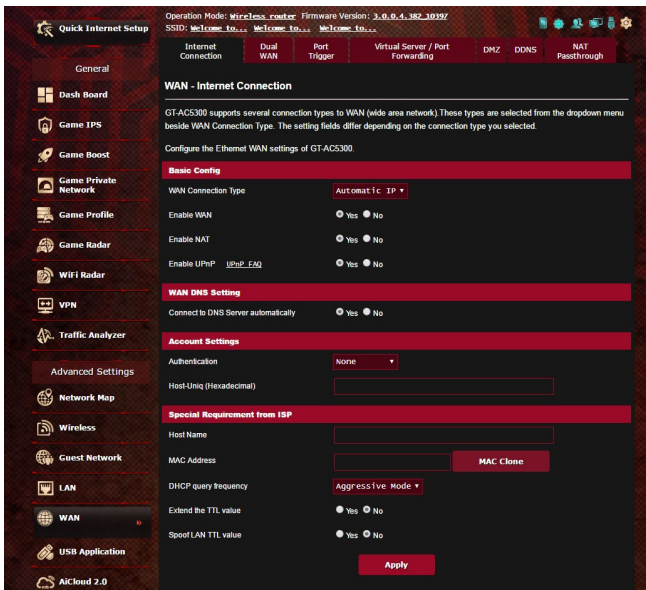 Quick Internet Setup
Operation Mode: Wireless router Firmware Version: 3.0.0.4.382_10397
SSID: Welcome to... Welcome to... Welcome to...
General
Dash Board
Game IPS
Game Boost
Game Private
Network
Game Profile
Game Radar
WiFi Radar
VPN
Traffic Analyzer
Advanced Settings
Network Map
Wireless
Guest Network
LAN
WAN »
USB Application
AiCloud 2.0
Internet Connection
Dual WAN
Port Trigger
Virtual Server / Port Forwarding
DMZ
DDNS
NAT Passthrough
WAN - Internet Connection
GT-AC5300 supports several connection types to WAN (wide area network).These types are selected from the dropdown menu
beside WAN Connection Type. The setting fields differ depending on the connection type you selected.
Configure the Ethernet WAN settings of GT-AC5300.
Basic Config
WAN Connection Type Automatic IP
Enable WAN Yes No
Enable NAT Yes No
Enable UPnP UPnP FAQ Yes No
WAN DNS Setting
Connect to DNS Server automatically Yes No
Account Settings
Authentication None
Host-Uniq (Hexadecimal)
Special Requirement from ISP
Host Name
MAC Address MAC Clone
DHCP query frequency Aggressive Mode
Extend the TTL value Yes No
Spoof LAN TTL value Yes No
Apply